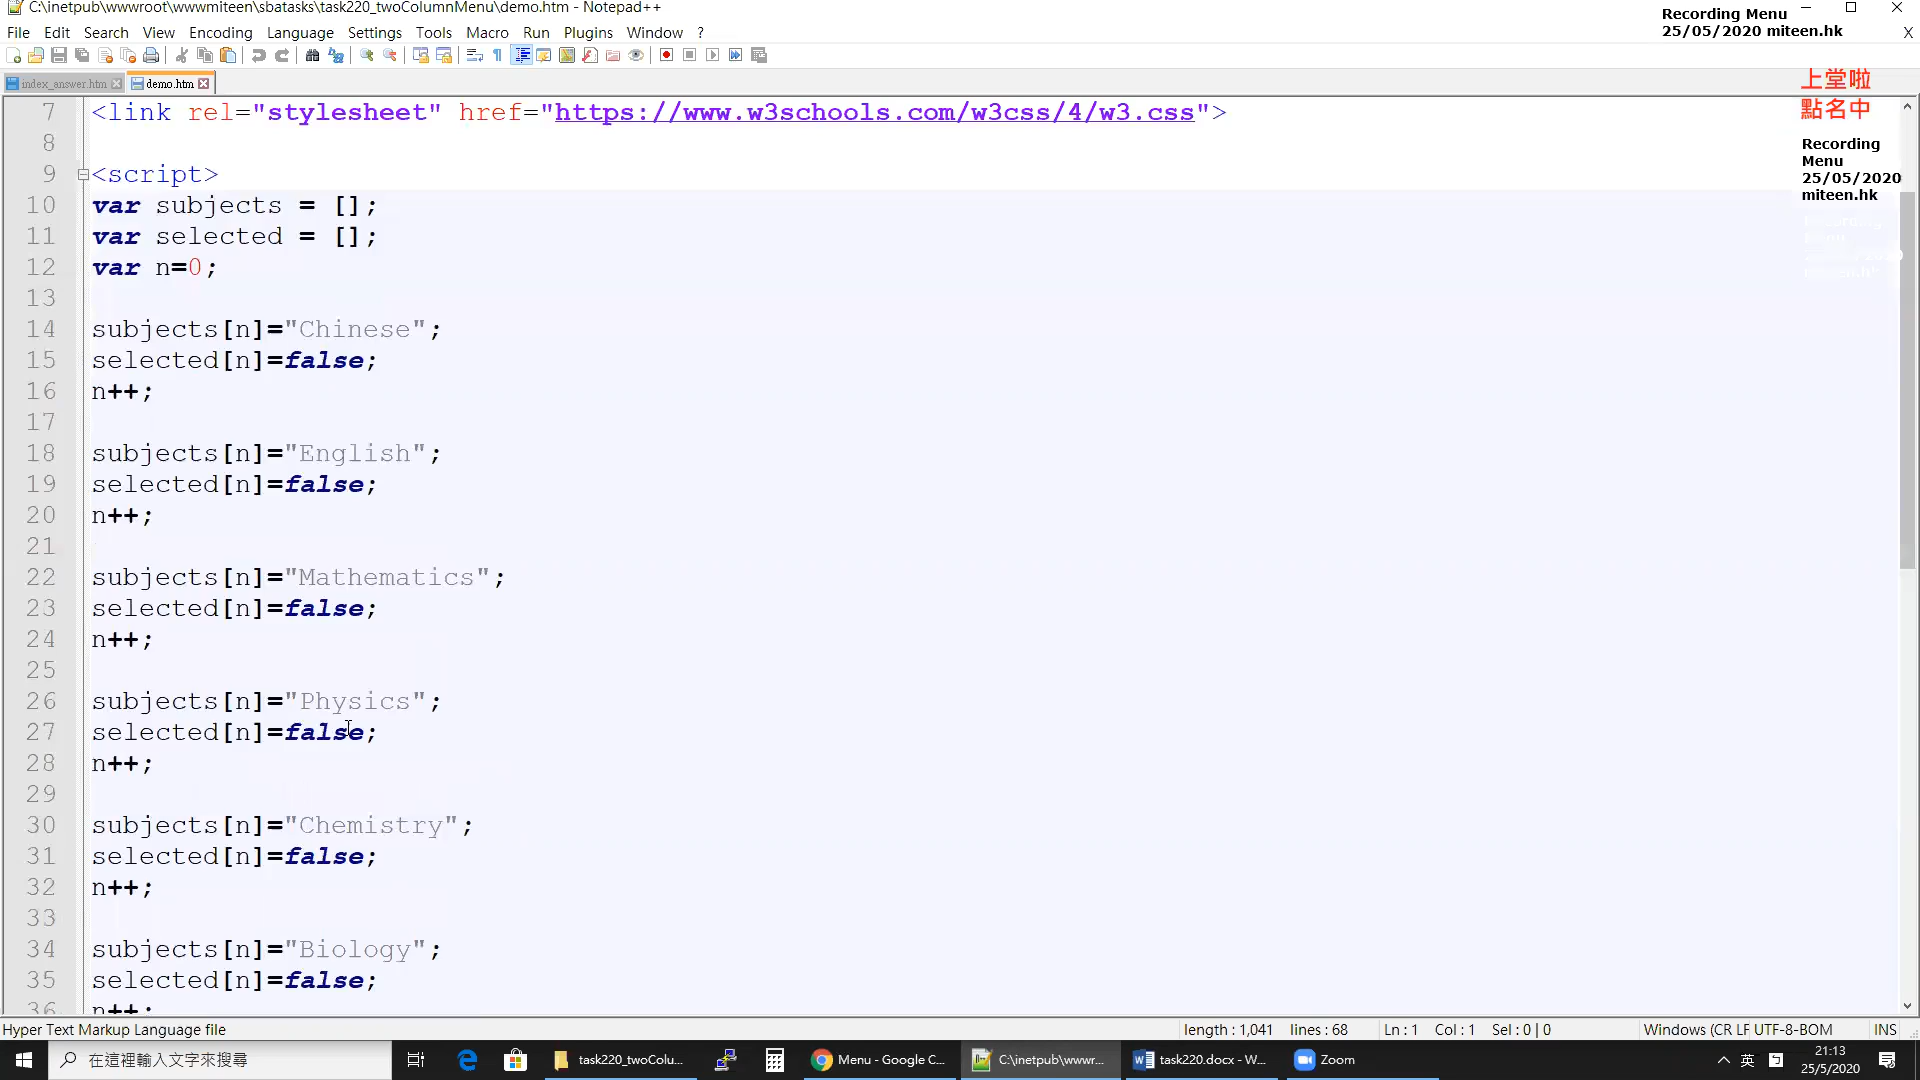 C:\inetpub\wwwroot\wwwmiteen\sbatasks\task220_twoColumnMenu\demo.htm - Notepad++
Recording Menu
25/05/2020 miteen.hk
File Edit Search View Encoding Language Settings Tools Macro Run Plugins Window ?
X
index_answer.htm demo.htm
上堂啦
點名中
Recording
Menu
25/05/2020
miteen.hk
7 <link rel="stylesheet" href="https://www.w3schools.com/w3css/4/w3.css">
8
9 <script>
10 var subjects = [];
11 var selected = [];
12 var n=0;
13
14 subjects[n]="Chinese";
15 selected[n]=false;
16 n++;
17
18 subjects[n]="English";
19 selected[n]=false;
20 n++;
21
22 subjects[n]="Mathematics";
23 selected[n]=false;
24 n++;
25
26 subjects[n]="Physics";
27 selected[n]=false;
28 n++;
29
30 subjects[n]="Chemistry";
31 selected[n]=false;
32 n++;
33
34 subjects[n]="Biology";
35 selected[n]=false;
36 n++;
Hyper Text Markup Language file length : 1,041 lines : 68 Ln : 1 Col : 1 Sel : 0 | 0 Windows (CR LF UTF-8-BOM INS
在這裡輸入文字來搜尋 task220_twoColu... Menu - Google C... C:\inetpub\wwwr... task220.docx - W... Zoom 英 21:13
25/5/2020